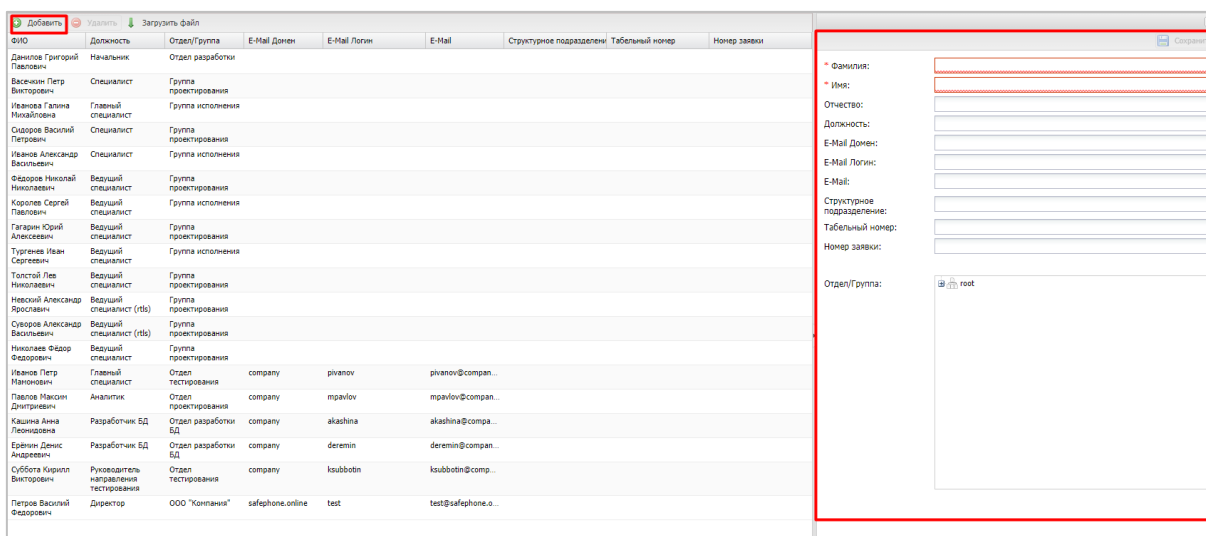 Добавить Удалить Загрузить файл
ФИО Должность Отдел/Группа E-Mail Домен E-Mail Логин E-Mail Структурное подразделени Табельный номер Номер заявки
Данилов Григорий Павлович Начальник Отдел разработки
Васечкин Петр Викторович Специалист Группа проектирования
Иванова Галина Михайловна Главный специалист Группа исполнения
Сидоров Василий Петрович Специалист Группа проектирования
Иванов Александр Васильевич Специалист Группа исполнения
Фёдоров Николай Николаевич Ведущий специалист Группа проектирования
Королев Сергей Павлович Ведущий специалист Группа исполнения
Гагарин Юрий Алексеевич Ведущий специалист Группа проектирования
Тургенев Иван Сергеевич Ведущий специалист Группа исполнения
Толстой Лев Николаевич Ведущий специалист Группа проектирования
Невский Александр Ярославич Ведущий специалист (rtls) Группа проектирования
Суворов Александр Васильевич Ведущий специалист (rtls) Группа проектирования
Николаев Фёдор Федорович Ведущий специалист Группа проектирования
Иванов Петр Мамонович Главный специалист Отдел тестирования company pivanov pivanov@compan...
Павлов Максим Дмитриевич Аналитик Отдел проектирования company mpavlov mpavlov@compan...
Кашина Анна Леонидовна Разработчик БД Отдел разработки БД company akashina akashina@compa...
Ерёмин Денис Андреевич Разработчик БД Отдел разработки БД company deremin deremin@compan...
Суббота Кирилл Викторович Руководитель направления тестирования Отдел тестирования company ksubbotin ksubbotin@comp...
Петров Василий Федорович Директор ООО "Компания" safephone.online test test@safephone.o...
Сохрани
* Фамилия:
* Имя:
Отчество:
Должность:
E-Mail Домен:
E-Mail Логин:
E-Mail:
Структурное
подразделение:
Табельный номер:
Номер заявки:
Отдел/Группа: root